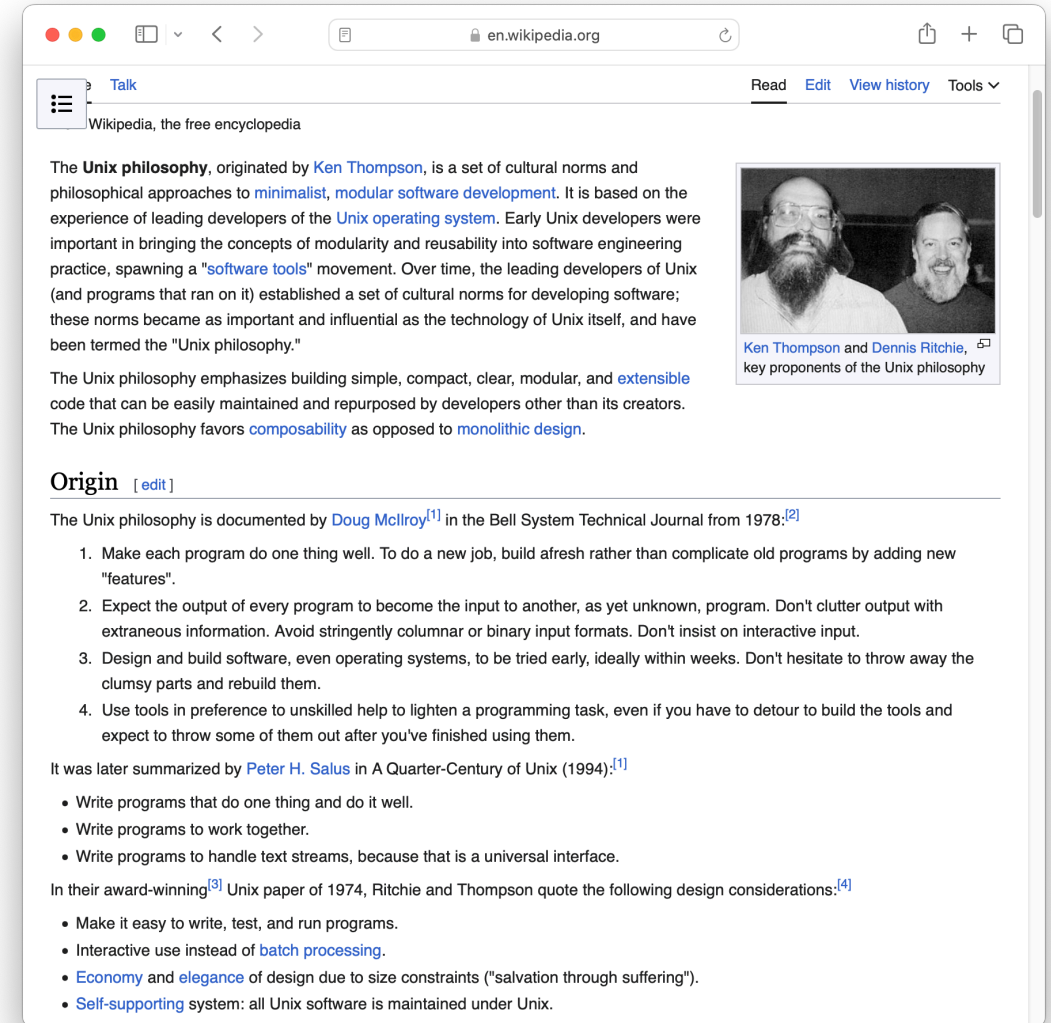 en.wikipedia.org
Talk
Read Edit View history Tools
Wikipedia, the free encyclopedia
The Unix philosophy, originated by Ken Thompson, is a set of cultural norms and
philosophical approaches to minimalist, modular software development. It is based on the
experience of leading developers of the Unix operating system. Early Unix developers were
important in bringing the concepts of modularity and reusability into software engineering
practice, spawning a "software tools" movement. Over time, the leading developers of Unix
(and programs that ran on it) established a set of cultural norms for developing software;
these norms became as important and influential as the technology of Unix itself, and have
been termed the "Unix philosophy."
Ken Thompson and Dennis Ritchie,
key proponents of the Unix philosophy
The Unix philosophy emphasizes building simple, compact, clear, modular, and extensible
code that can be easily maintained and repurposed by developers other than its creators.
The Unix philosophy favors composability as opposed to monolithic design.
Origin [ edit ]
The Unix philosophy is documented by Doug McIlroy[1] in the Bell System Technical Journal from 1978:[2]
1. Make each program do one thing well. To do a new job, build afresh rather than complicate old programs by adding new
"features".
2. Expect the output of every program to become the input to another, as yet unknown, program. Don't clutter output with
extraneous information. Avoid stringently columnar or binary input formats. Don't insist on interactive input.
3. Design and build software, even operating systems, to be tried early, ideally within weeks. Don't hesitate to throw away the
clumsy parts and rebuild them.
4. Use tools in preference to unskilled help to lighten a programming task, even if you have to detour to build the tools and
expect to throw some of them out after you've finished using them.
It was later summarized by Peter H. Salus in A Quarter-Century of Unix (1994):[1]
• Write programs that do one thing and do it well.
• Write programs to work together.
• Write programs to handle text streams, because that is a universal interface.
In their award-winning[3] Unix paper of 1974, Ritchie and Thompson quote the following design considerations:[4]
• Make it easy to write, test, and run programs.
• Interactive use instead of batch processing.
• Economy and elegance of design due to size constraints ("salvation through suffering").
• Self-supporting system: all Unix software is maintained under Unix.